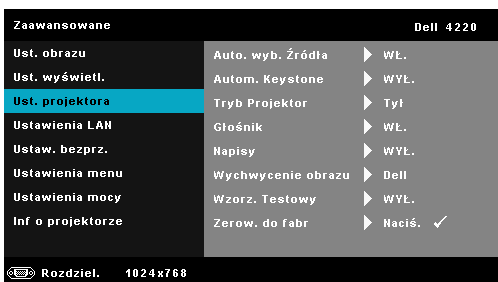 Zaawansowane Dell 4220
Ust. obrazu
Ust. wyświetl.
Ust. projektora
Ustawienia LAN
Ustaw. bezprz.
Ustawienia menu
Ustawienia mocy
Inf o projektorze
Auto. wyb. Źródła WŁ.
Autom. Keystone WYŁ.
Tryb Projektor Tył
Głośnik WŁ.
Napisy WYŁ.
Wychwycenie obrazu Dell
Wzorz. Testowy WYŁ.
Zerow. do fabr Naciś.
Rozdziel. 1024x768